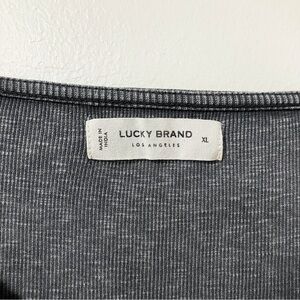 MADE IN
INDIA
LUCKY BRAND
LOS ANGELES
XL